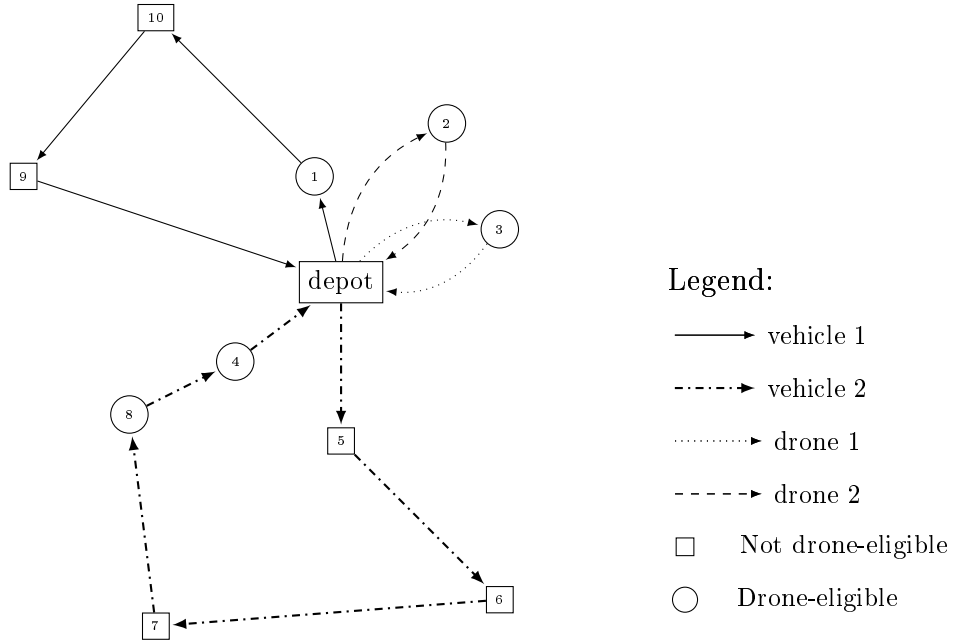 10
2
9
1
3
depot
4
8
5
6
7
Legend:
vehicle 1
vehicle 2
drone 1
drone 2
Not drone-eligible
Drone-eligible